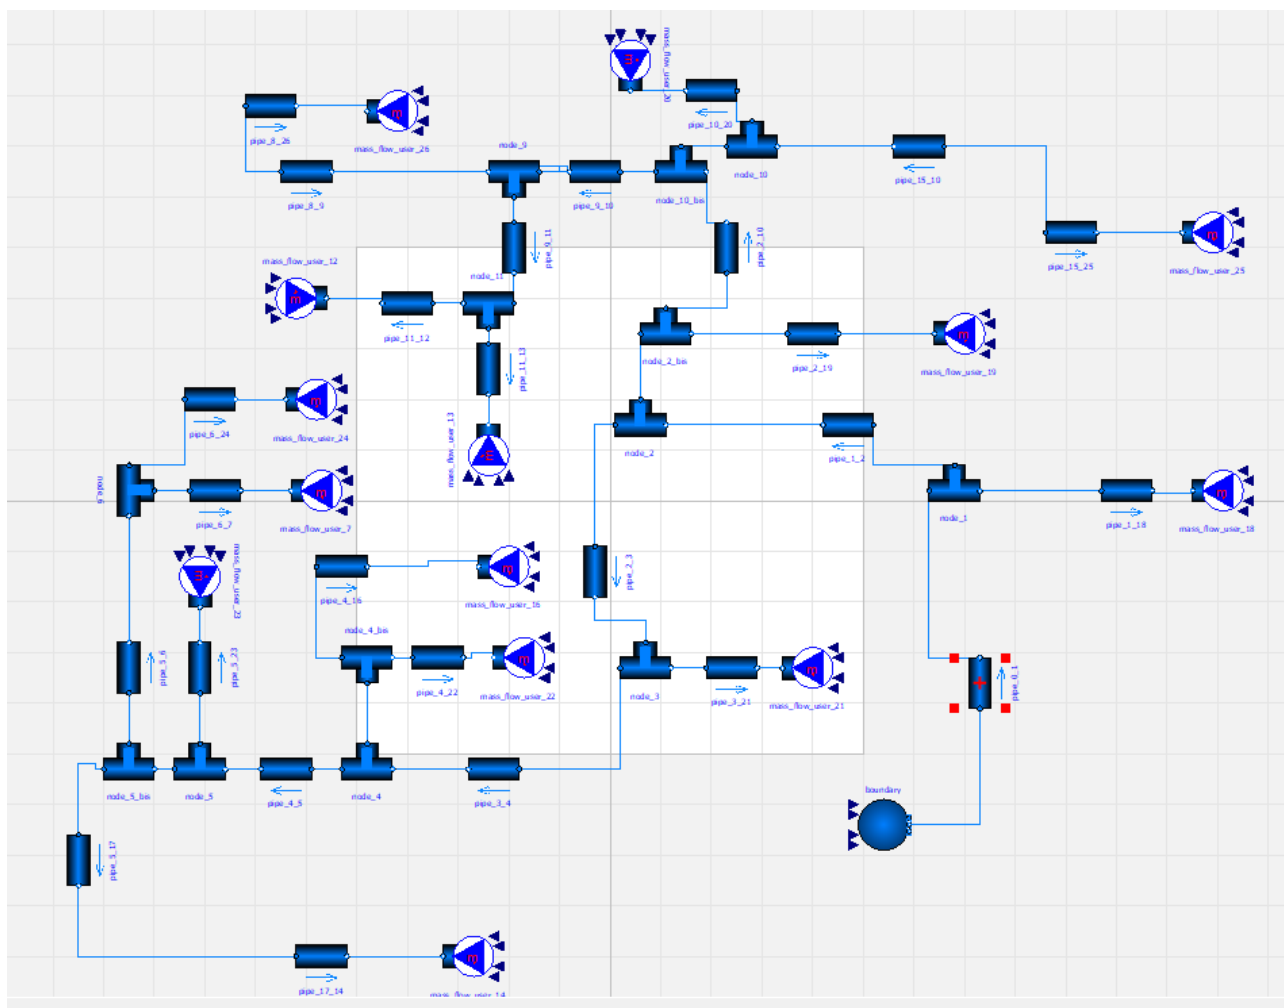 mass_flow_user_20
pipe_10_20
pipe_8_26
mass_flow_user_26
node_9
node_10
pipe_15_10
pipe_8_9
pipe_9_10
node_10_bis
pipe_9_11
pipe_2_10
mass_flow_user_12
node_11
pipe_15_25
mass_flow_user_25
pipe_11_12
pipe_11_13
node_2_bis
pipe_2_19
mass_flow_user_19
pipe_6_24
mass_flow_user_24
mass_flow_user_13
node_2
pipe_1_2
node_6
pipe_6_7
mass_flow_user_7
node_1
pipe_1_18
mass_flow_user_18
mass_flow_user_23
pipe_4_16
mass_flow_user_16
pipe_2_3
node_4_bis
pipe_5_6
pipe_5_23
pipe_4_22
mass_flow_user_22
node_3
pipe_3_21
mass_flow_user_21
pipe_0_1
node_5_bis
node_5
pipe_4_5
node_4
pipe_3_4
boundary
pipe_5_17
pipe_17_14
mass_flow_user_14